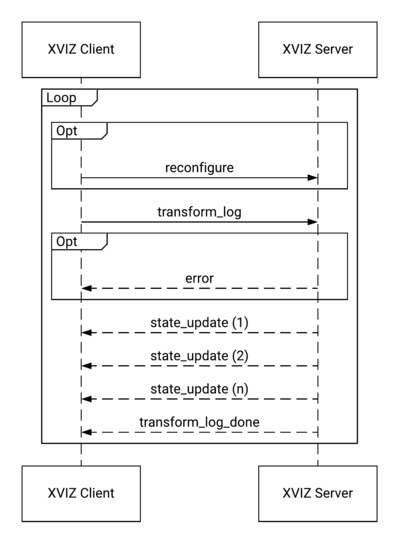 XVIZ Client
XVIZ Server
Loop
Opt
reconfigure
transform_log
Opt
error
state_update (1)
state_update (2)
state_update (n)
transform_log_done
XVIZ Client
XVIZ Server